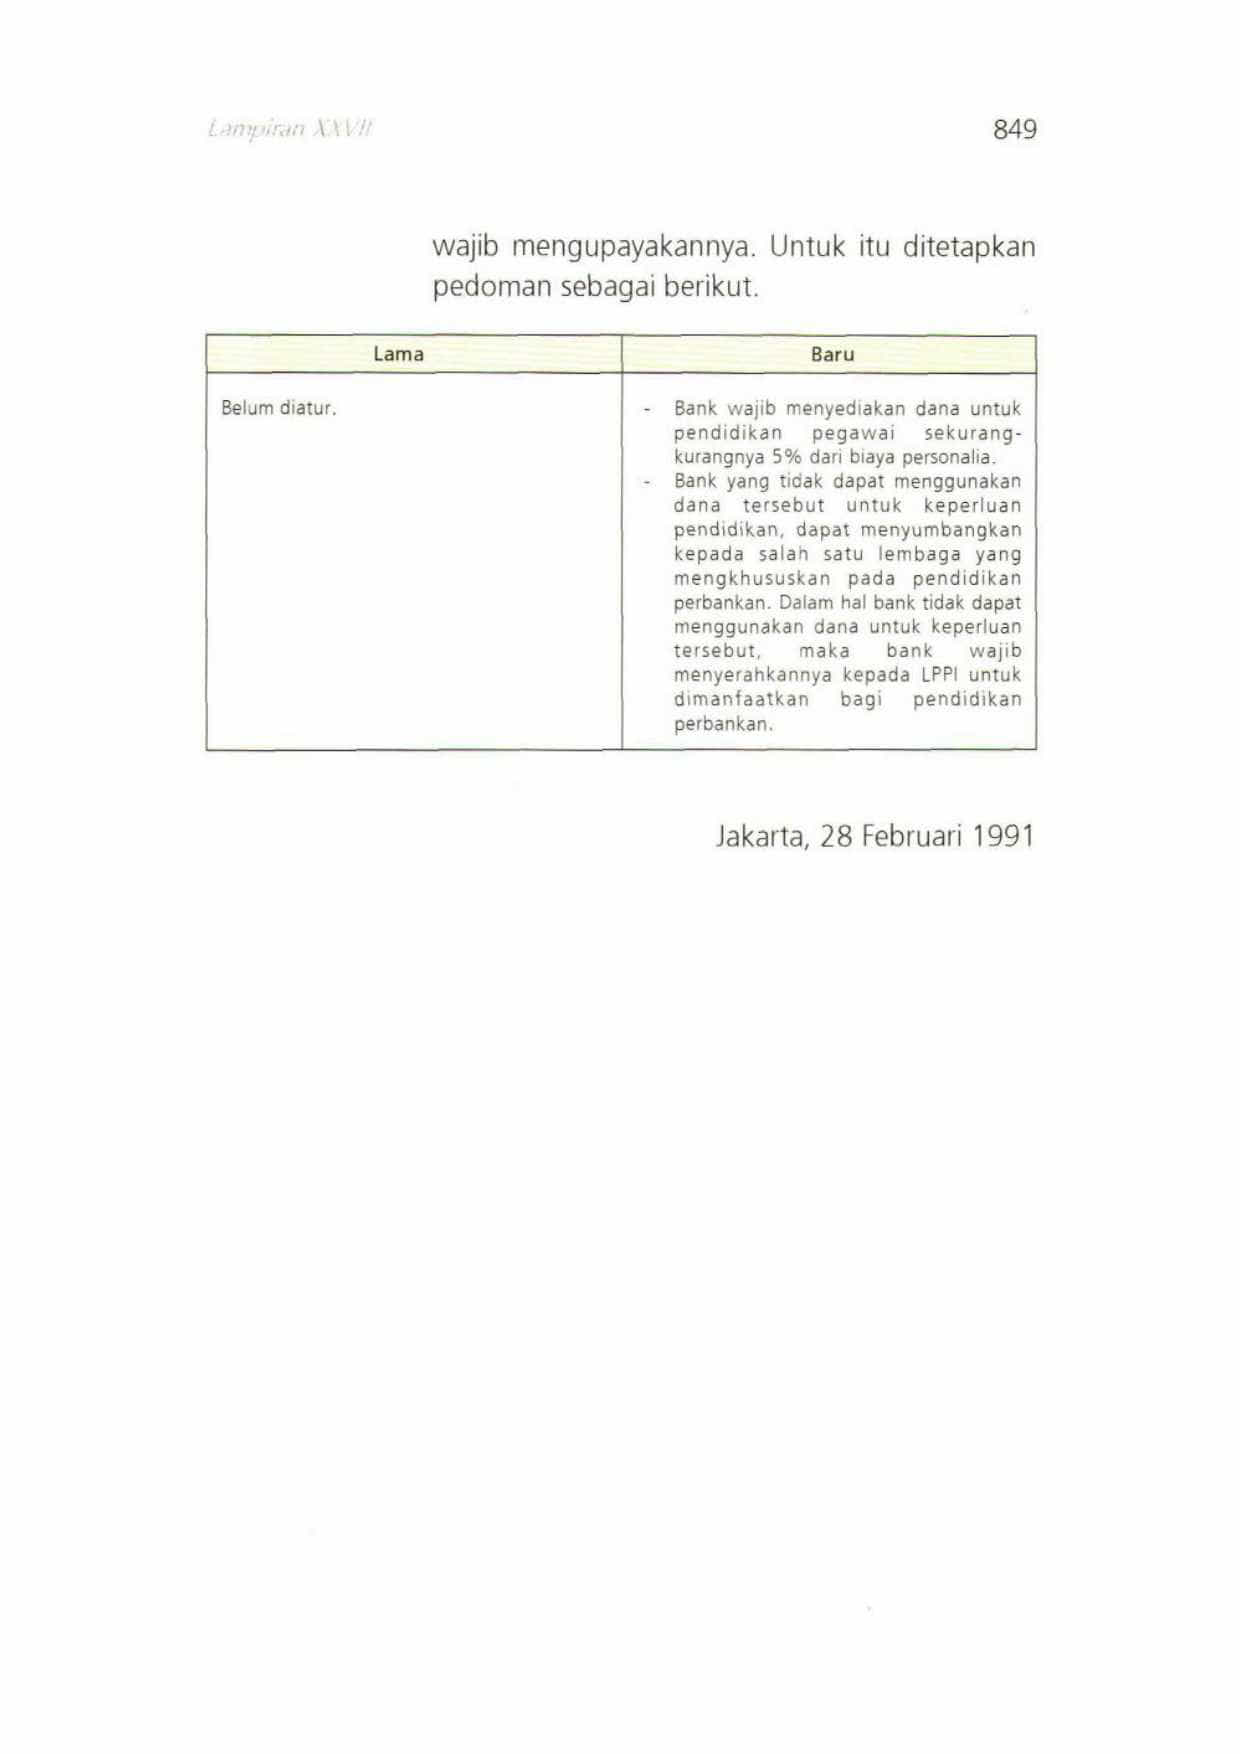 Lampiran XXVII
849
wajib mengupayakannya. Untuk itu ditetapkan
pedoman sebagai berikut.
Lama
Baru
Belum diatur.
- Bank wajib menyediakan dana untuk
pendidikan pegawai sekurang-
kurangnya 5% dari biaya personalia.
- Bank yang tidak dapat menggunakan
dana tersebut untuk keperluan
pendidikan, dapat menyumbangkan
kepada salah satu lembaga yang
mengkhususkan pada pendidikan
perbankan. Dalam hal bank tidak dapat
menggunakan dana untuk keperluan
tersebut, maka bank wajib
menyerahkannya kepada LPPI untuk
dimanfaatkan bagi pendidikan
perbankan.
Jakarta, 28 Februari 1991